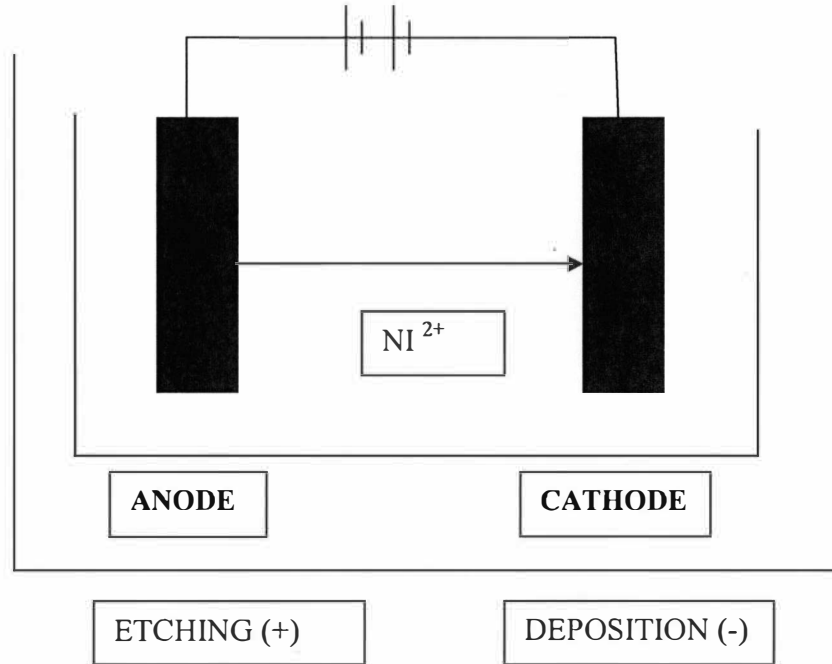 NI ²⁺
ANODE
CATHODE
ETCHING (+)
DEPOSITION (-)